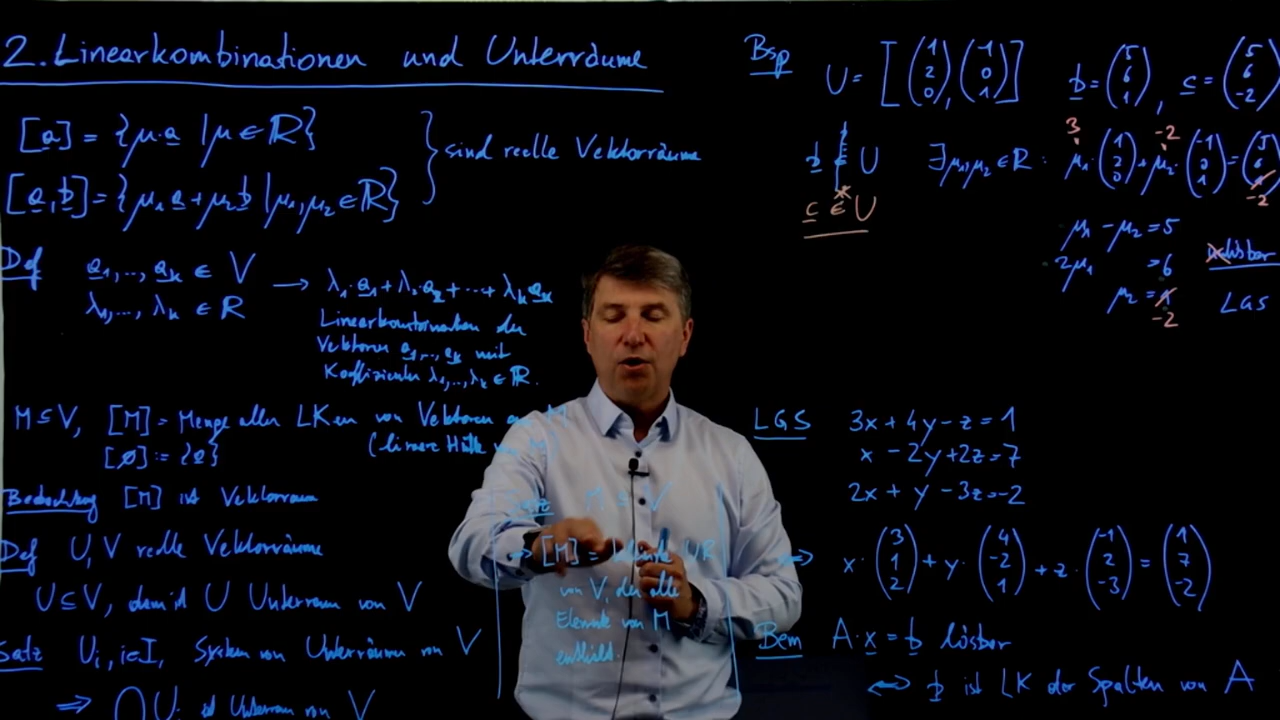 2. Linearkombinationen und Unterräume
[a] = {μ·a | μ ∈ ℝ}
[a,b] = {μ₁a + μ₂b | μ₁,μ₂ ∈ ℝ}
} sind reelle Vektorräume
Def a₁,..., aₖ ∈ V
λ₁,..., λₖ ∈ ℝ
→ λ₁·a₁ + λ₂·a₂ + ··· + λₖaₖ
Linearkombination der
Vektoren a₁,..., aₖ mit
Koeffizienten λ₁,..., λₖ ∈ ℝ.
M ⊆ V, [M] = Menge aller LKen von Vektoren aus M
[∅] := {0} (lineare Hülle von M)
Beobachtung [M] ist Vektorraum
Def U, V reelle Vektorräume
U ⊆ V, dann ist U Unterraum von V
Satz Uᵢ, i∈I, System von Unterräumen von V
⇒ ⋂Uᵢ ist Unterraum von V
Satz M ⊆ V
⇒ [M] = kleinste UR
von V, der alle
Elemente von M
enthält.
Bsp U = [(1 2 0), (-1 0 1)] b = (5 6 1), c = (5 6 -2)
b ∉ U ∃μ₁,μ₂ ∈ ℝ: μ₁·(1 2 0) + μ₂·(-1 0 1) = (5 6 1)
3 -2 -2
c ∈ U
μ₁ - μ₂ = 5
2μ₁ = 6 lösbar
μ₂ = 1 LGS
-2
LGS 3x + 4y - z = 1
x - 2y + 2z = 7
2x + y - 3z = -2
⇔ x·(3 1 2) + y·(4 -2 1) + z·(-1 2 -3) = (1 7 -2)
Bem A·x = b lösbar
⇔ b ist LK der Spalten von A